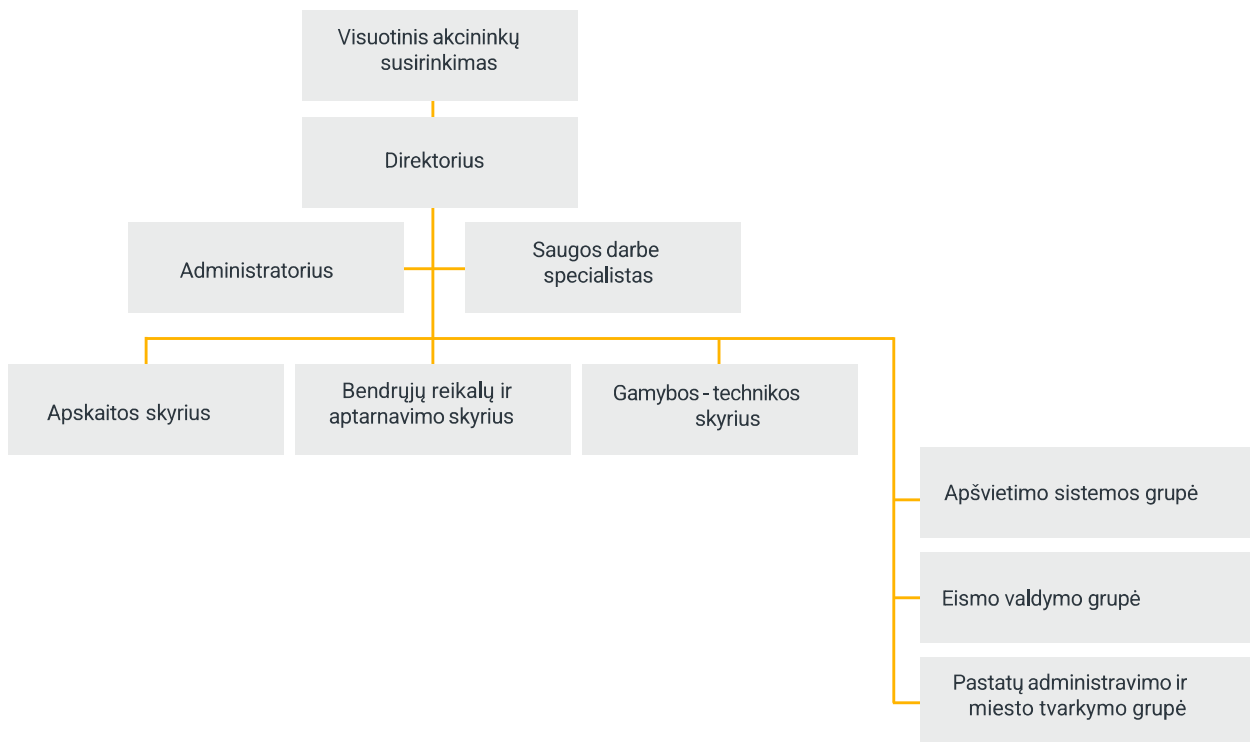 Visuotinis akcininkų
susirinkimas
Direktorius
Administratorius
Saugos darbe
specialistas
Apskaitos skyrius
Bendrųjų reikalų ir
aptarnavimo skyrius
Gamybos - technikos
skyrius
Apšvietimo sistemos grupė
Eismo valdymo grupė
Pastatų administravimo ir
miesto tvarkymo grupė